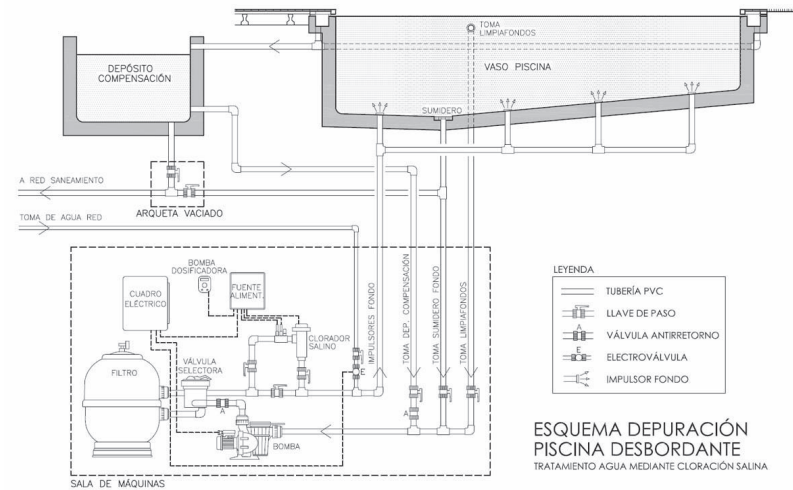 TOMA
LIMPIAFONDOS
DEPÓSITO
COMPENSACIÓN
VASO PISCINA
SUMIDERO
A RED SANEAMIENTO
ARQUETA VACIADO
TOMA DE AGUA RED
BOMBA
DOSIFICADORA
CUADRO
ELÉCTRICO
FUENTE
ALIMENT.
CLORADOR
SALINO
IMPULSORES FONDO
TOMA DEP. COMPENSACIÓN
TOMA SUMIDERO FONDO
TOMA LIMPIAFONDOS
FILTRO
VÁLVULA
SELECTORA
E
A
A
BOMBA
SALA DE MÁQUINAS
LEYENDA
TUBERÍA PVC
LLAVE DE PASO
A
VÁLVULA ANTIRRETORNO
E
ELECTROVÁLVULA
IMPULSOR FONDO
ESQUEMA DEPURACIÓN
PISCINA DESBORDANTE
TRATAMIENTO AGUA MEDIANTE CLORACIÓN SALINA